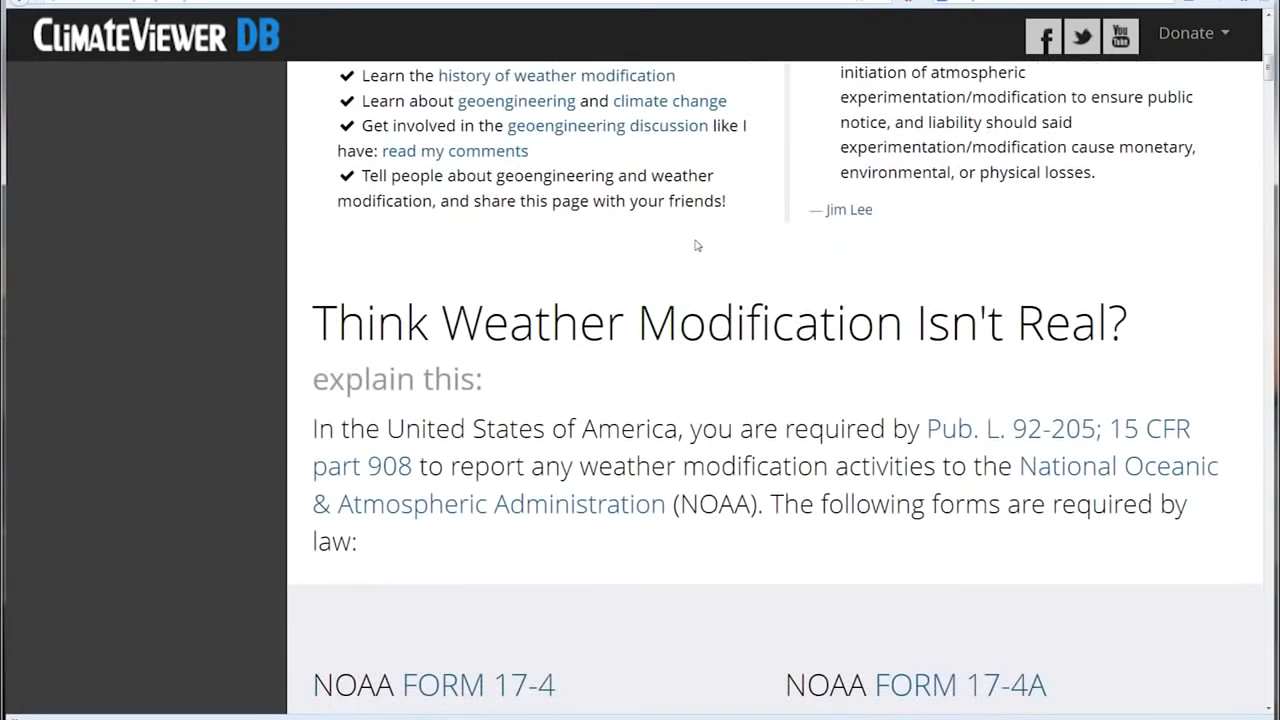 CLIMATEVIEWER DB
Donate
Learn the history of weather modification
Learn about geoengineering and climate change
Get involved in the geoengineering discussion like I
have: read my comments
Tell people about geoengineering and weather
modification, and share this page with your friends!
initiation of atmospheric
experimentation/modification to ensure public
notice, and liability should said
experimentation/modification cause monetary,
environmental, or physical losses.
— Jim Lee
Think Weather Modification Isn't Real?
explain this:
In the United States of America, you are required by Pub. L. 92-205; 15 CFR
part 908 to report any weather modification activities to the National Oceanic
& Atmospheric Administration (NOAA). The following forms are required by
law:
NOAA FORM 17-4
NOAA FORM 17-4A